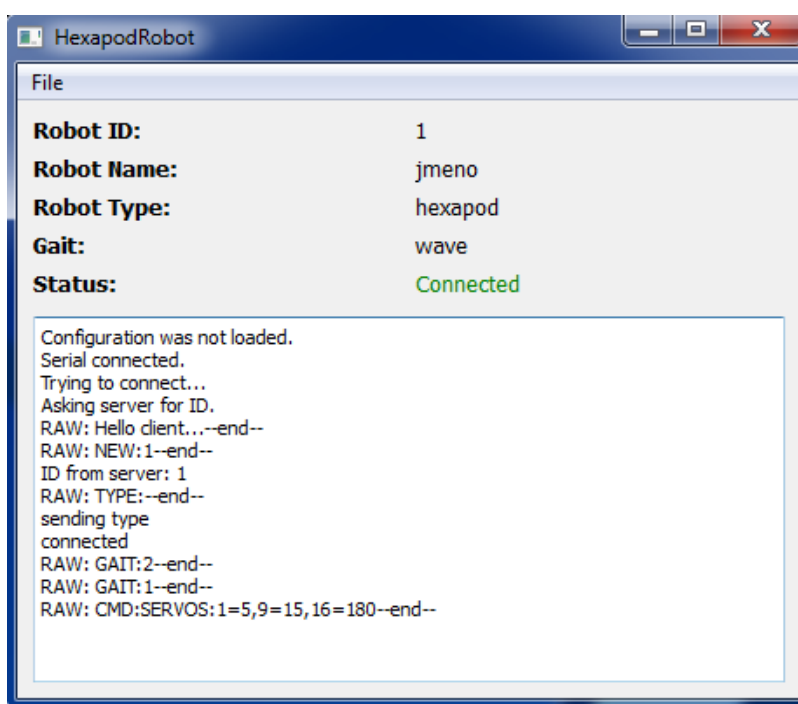 HexapodRobot
File
Robot ID: 1
Robot Name: jmeno
Robot Type: hexapod
Gait: wave
Status: Connected
Configuration was not loaded.
Serial connected.
Trying to connect...
Asking server for ID.
RAW: Hello client...--end--
RAW: NEW:1--end--
ID from server: 1
RAW: TYPE:--end--
sending type
connected
RAW: GAIT:2--end--
RAW: GAIT:1--end--
RAW: CMD:SERVOS:1=5,9=15,16=180--end--